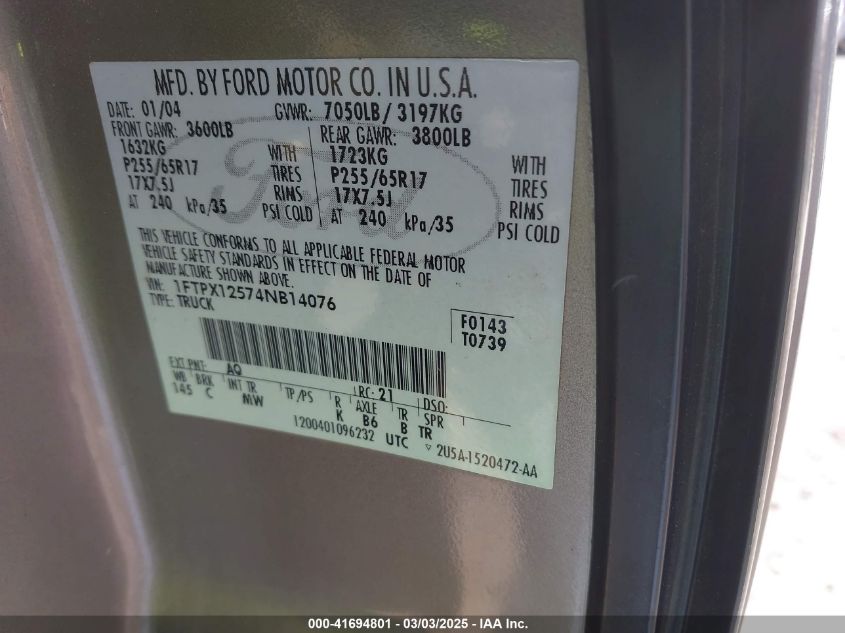 MFD. BY FORD MOTOR CO. IN U.S.A.
DATE: 01/04 GVWR: 7050LB/ 3197KG
FRONT GAWR: 3600LB REAR GAWR: 3800LB
1632KG WITH 1723KG WITH
P255/65R17 TIRES P255/65R17 TIRES
17X7.5J RIMS 17X7.5J RIMS
AT 240 kPa/35 PSI COLD AT 240 kPa/35 PSI COLD
Ford
THIS VEHICLE CONFORMS TO ALL APPLICABLE FEDERAL MOTOR
VEHICLE SAFETY STANDARDS IN EFFECT ON THE DATE OF
MANUFACTURE SHOWN ABOVE.
VIN: 1FTPX12574NB14076
TYPE: TRUCK
F0143
T0739
EXT PNT: AQ RC: 21 DSO:
WB BRK INT TR TP/PS R AXLE TR SPR
145 C MW K B6 B TR
1200401096232 UTC 2U5A-1520472-AA
000-41694801 - 03/03/2025 - IAA Inc.